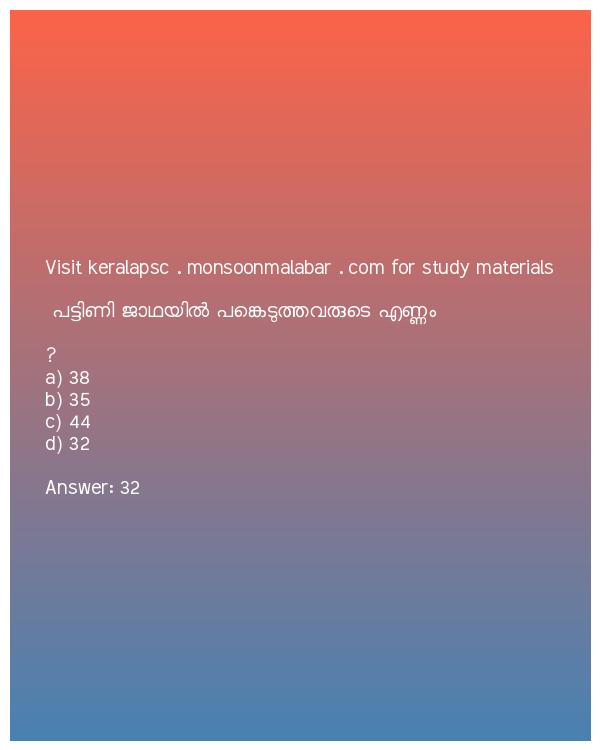 Visit keralapsc . monsoonmalabar . com for study materials
പട്ടിണി ജാഥയിൽ പങ്കെടുത്തവരുടെ എണ്ണം
?
a) 38
b) 35
c) 44
d) 32
Answer: 32